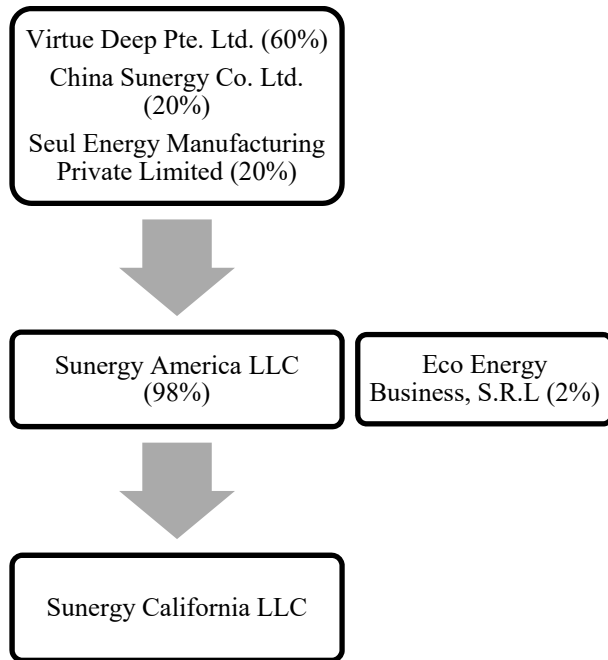 Virtue Deep Pte. Ltd. (60%)
China Sunergy Co. Ltd.
(20%)
Seul Energy Manufacturing
Private Limited (20%)
Sunergy America LLC
(98%)
Eco Energy
Business, S.R.L (2%)
Sunergy California LLC